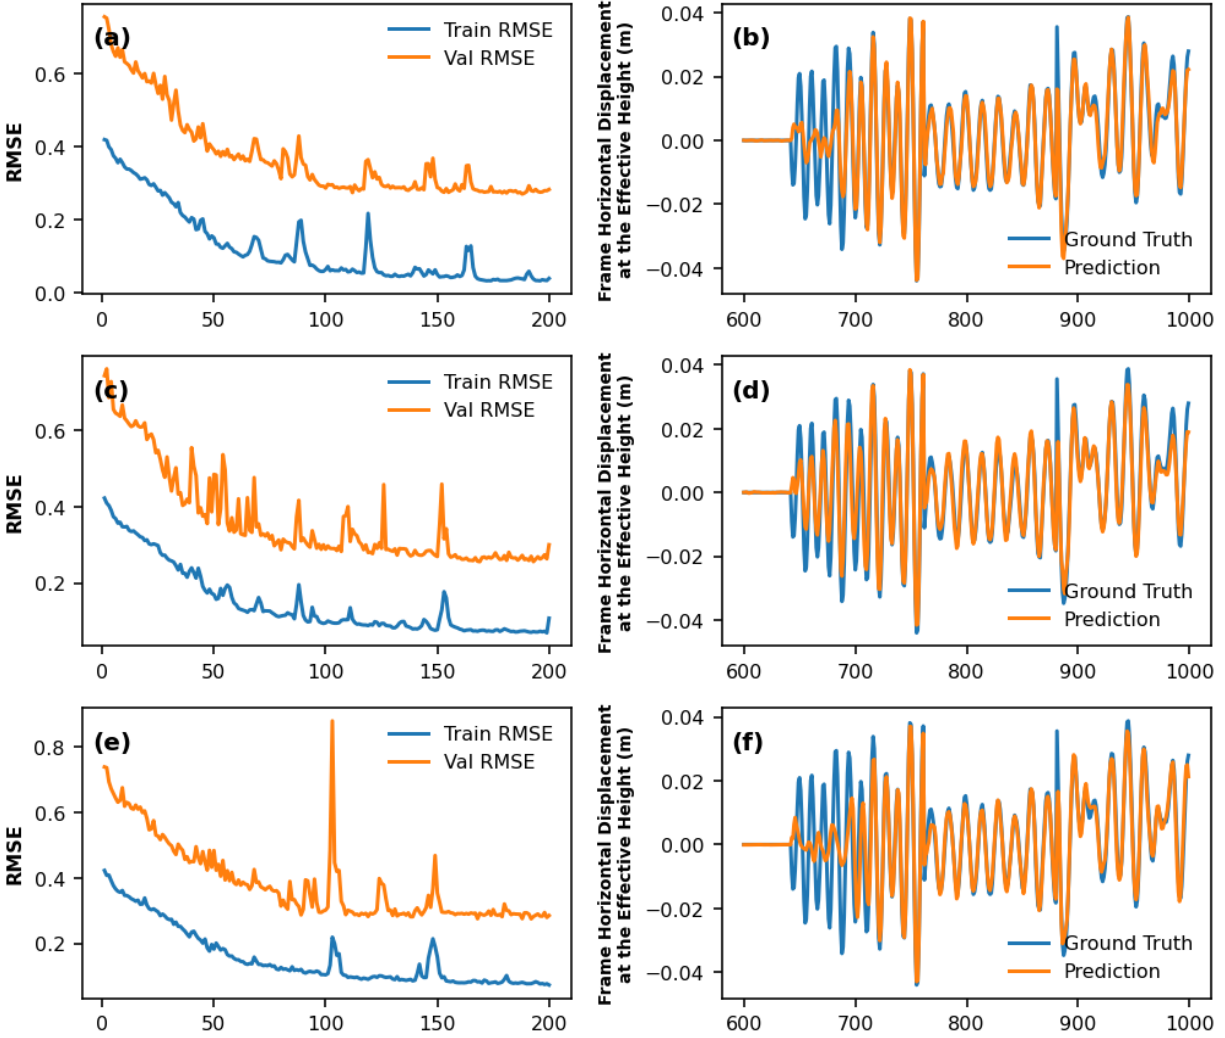 (a)
Train RMSE
Val RMSE
RMSE
0.6
0.4
0.2
0.0
0
50
100
150
200
(b)
Frame Horizontal Displacement
at the Effective Height (m)
0.04
0.02
0.00
−0.02
−0.04
Ground Truth
Prediction
600
700
800
900
1000
(c)
Train RMSE
Val RMSE
RMSE
0.6
0.4
0.2
0
50
100
150
200
(d)
Frame Horizontal Displacement
at the Effective Height (m)
0.04
0.02
0.00
−0.02
−0.04
Ground Truth
Prediction
600
700
800
900
1000
(e)
Train RMSE
Val RMSE
RMSE
0.8
0.6
0.4
0.2
0
50
100
150
200
(f)
Frame Horizontal Displacement
at the Effective Height (m)
0.04
0.02
0.00
−0.02
−0.04
Ground Truth
Prediction
600
700
800
900
1000